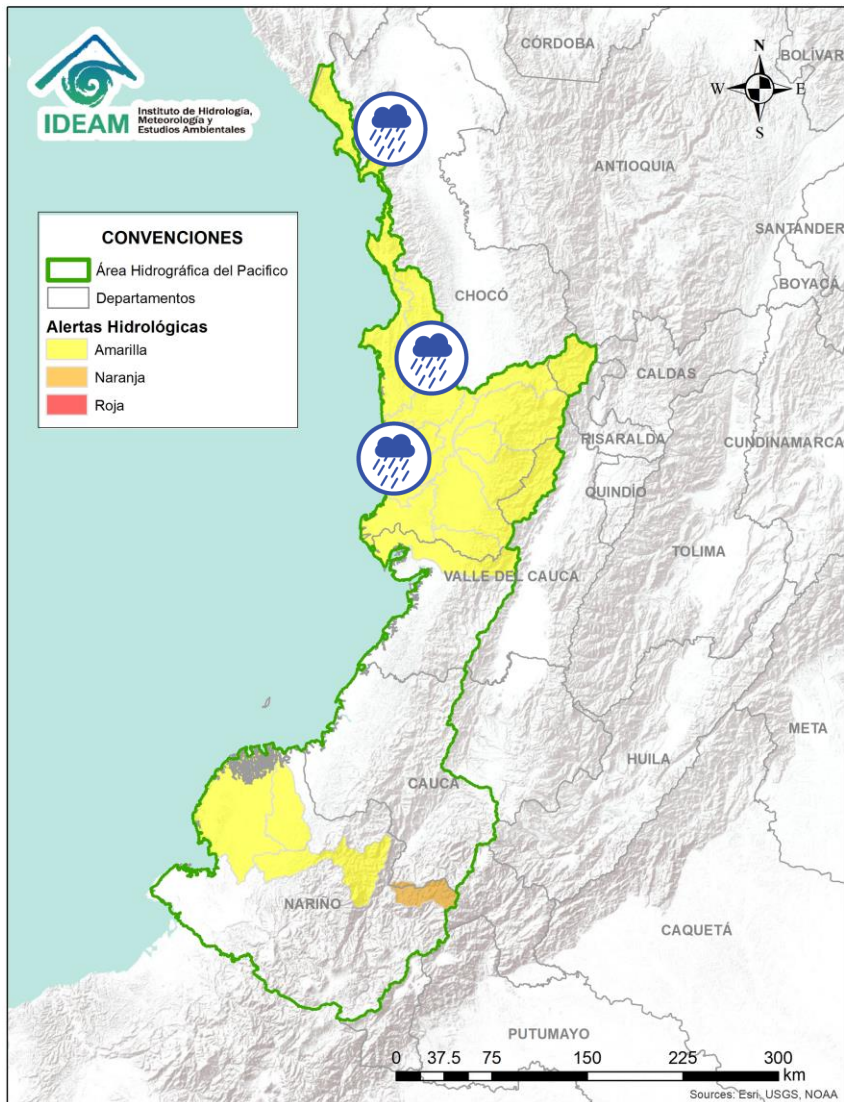 IDEAM
Instituto de Hidrología,
Meteorología y
Estudios Ambientales
CÓRDOBA
BOLÍVAR
N
W
E
S
ANTIOQUIA
SANTANDER
BOYACÁ
CONVENCIONES
Área Hidrográfica del Pacifico
Departamentos
Alertas Hidrológicas
Amarilla
Naranja
Roja
CHOCÓ
CALDAS
RISARALDA
CUNDINAMARCA
QUINDÍO
TOLIMA
VALLE DEL CAUCA
META
HUILA
CAUCA
NARIÑO
CAQUETÁ
PUTUMAYO
0 37.5 75 150 225 300
km
Sources: Esri, USGS, NOAA